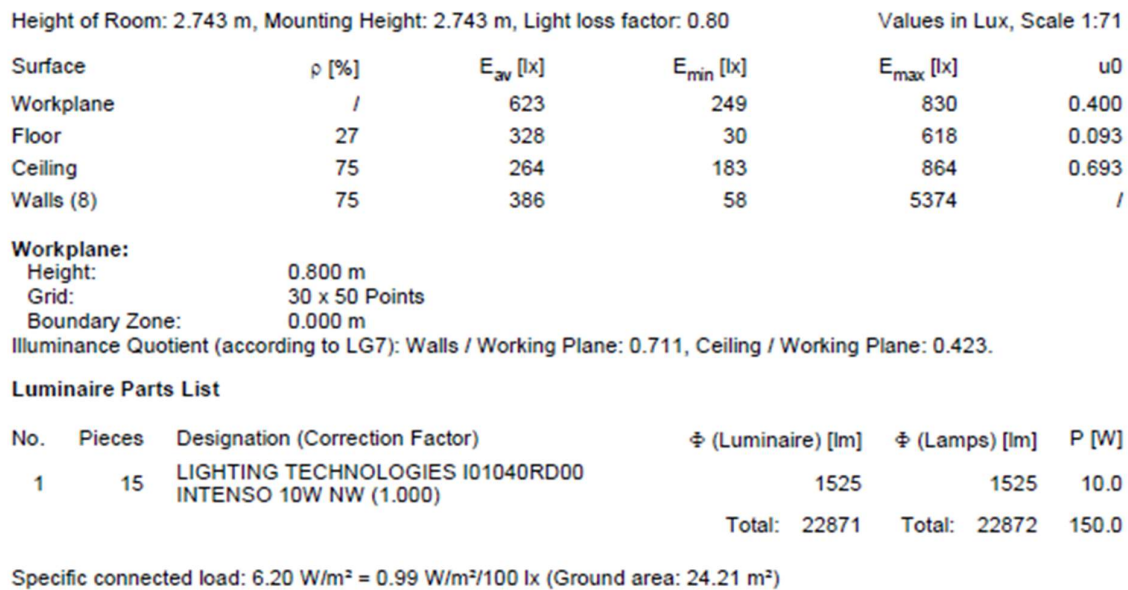 Height of Room: 2.743 m, Mounting Height: 2.743 m, Light loss factor: 0.80 Values in Lux, Scale 1:71
Surface ρ [%] Eav [lx] Emin [lx] Emax [lx] u0
Workplane / 623 249 830 0.400
Floor 27 328 30 618 0.093
Ceiling 75 264 183 864 0.693
Walls (8) 75 386 58 5374 /
Workplane:
Height: 0.800 m
Grid: 30 x 50 Points
Boundary Zone: 0.000 m
Illuminance Quotient (according to LG7): Walls / Working Plane: 0.711, Ceiling / Working Plane: 0.423.
Luminaire Parts List
No. Pieces Designation (Correction Factor) Φ (Luminaire) [lm] Φ (Lamps) [lm] P [W]
1 15 LIGHTING TECHNOLOGIES I01040RD00
INTENSO 10W NW (1.000) 1525 1525 10.0
Total: 22871 Total: 22872 150.0
Specific connected load: 6.20 W/m² = 0.99 W/m²/100 lx (Ground area: 24.21 m²)